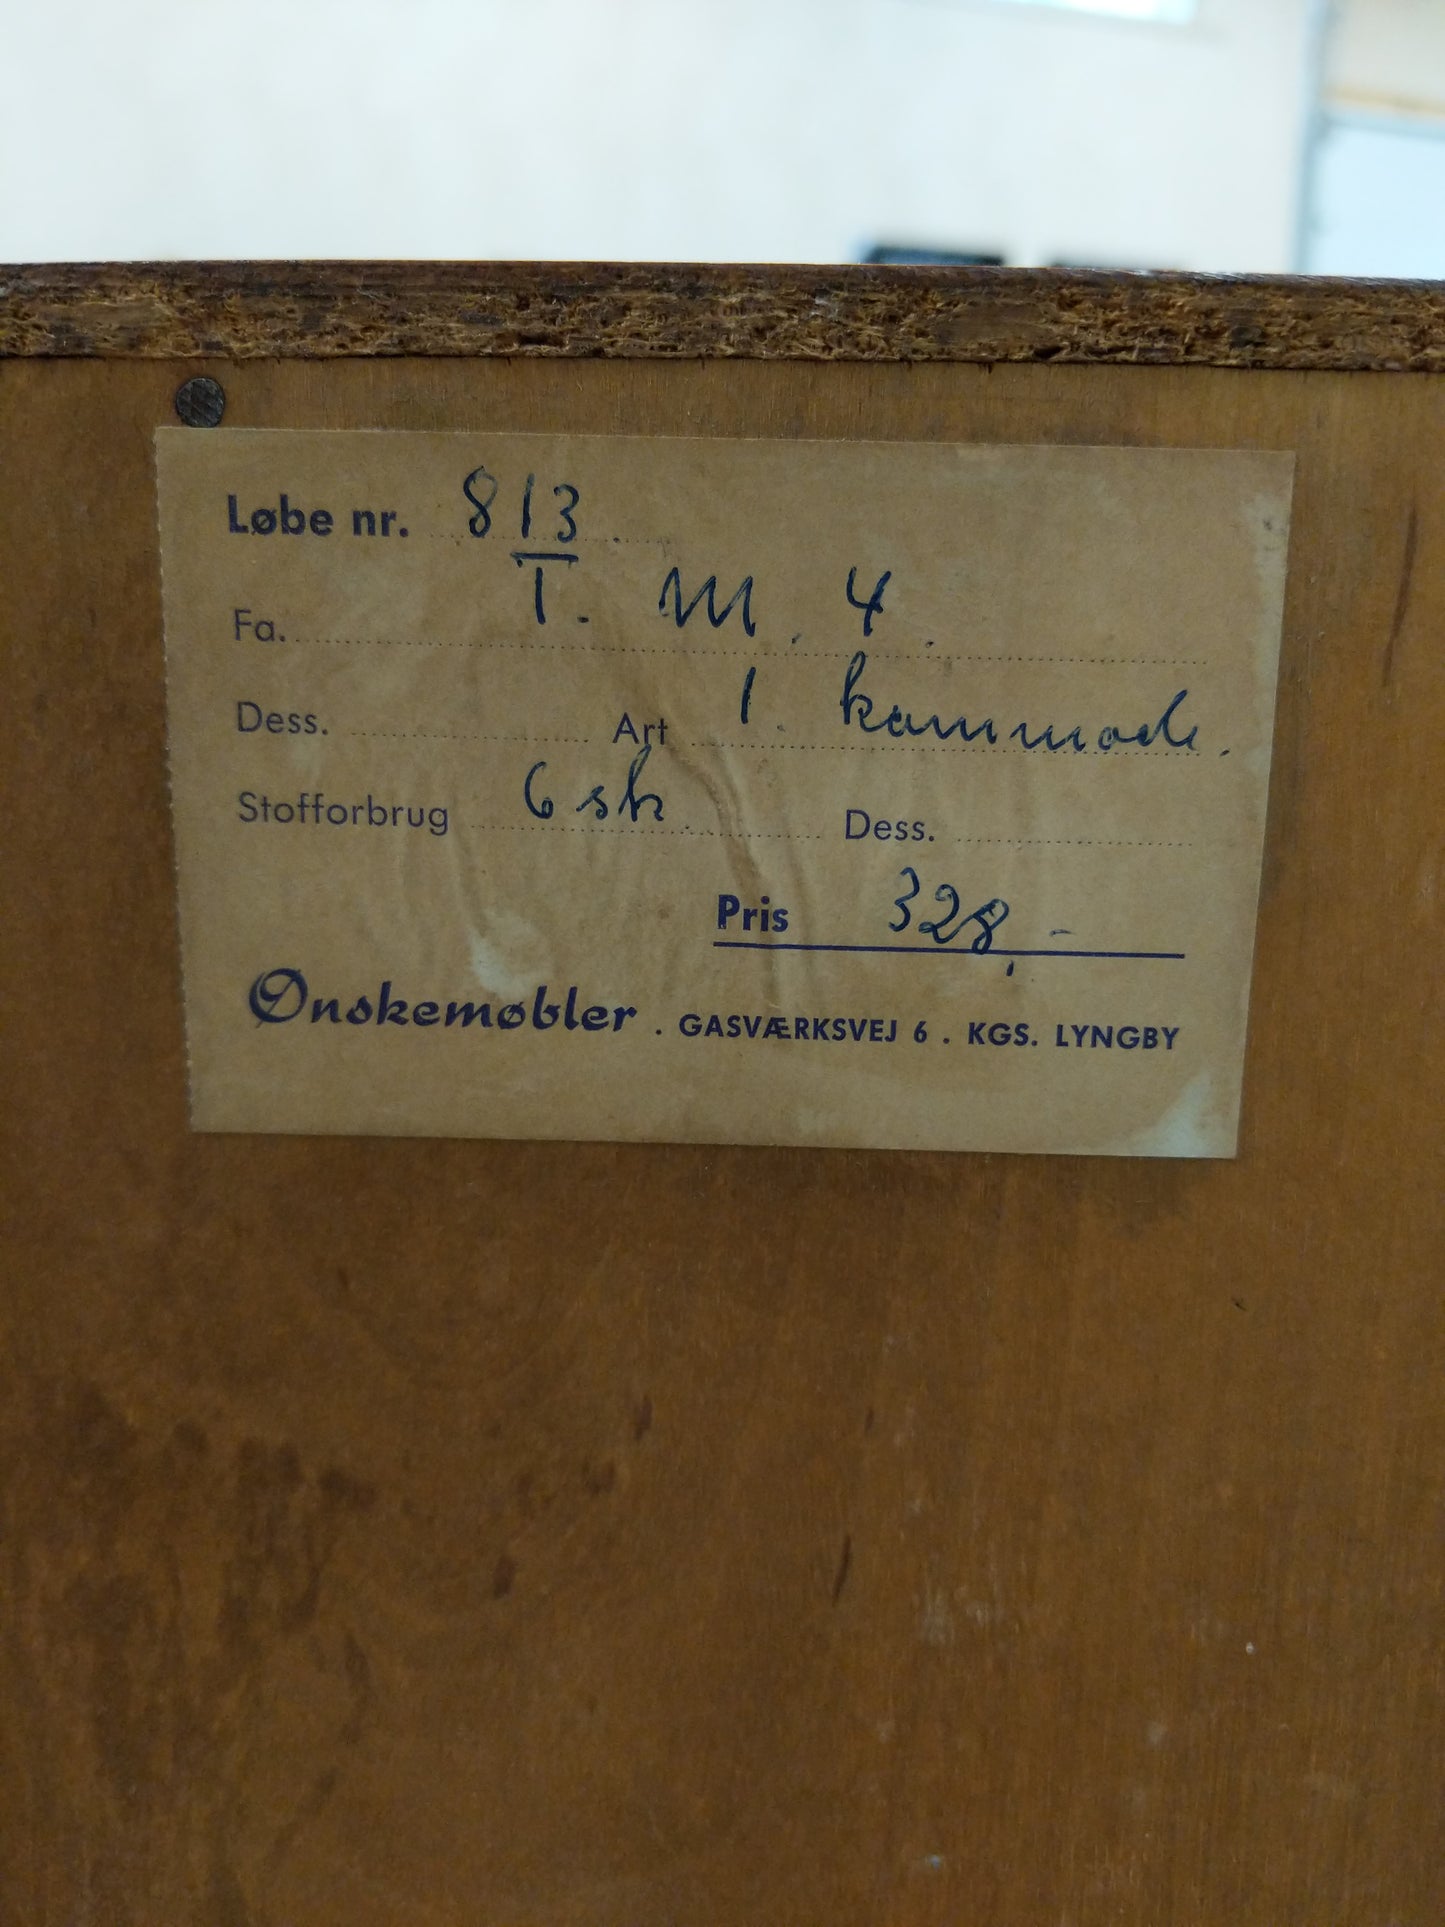 Løbe nr. 813
Fa. T. M. 4.
Dess. Art 1. kommode.
Stofforbrug 6 sk Dess.
Pris 328,-
Ønskemøbler . GASVÆRKSVEJ 6 . KGS. LYNGBY